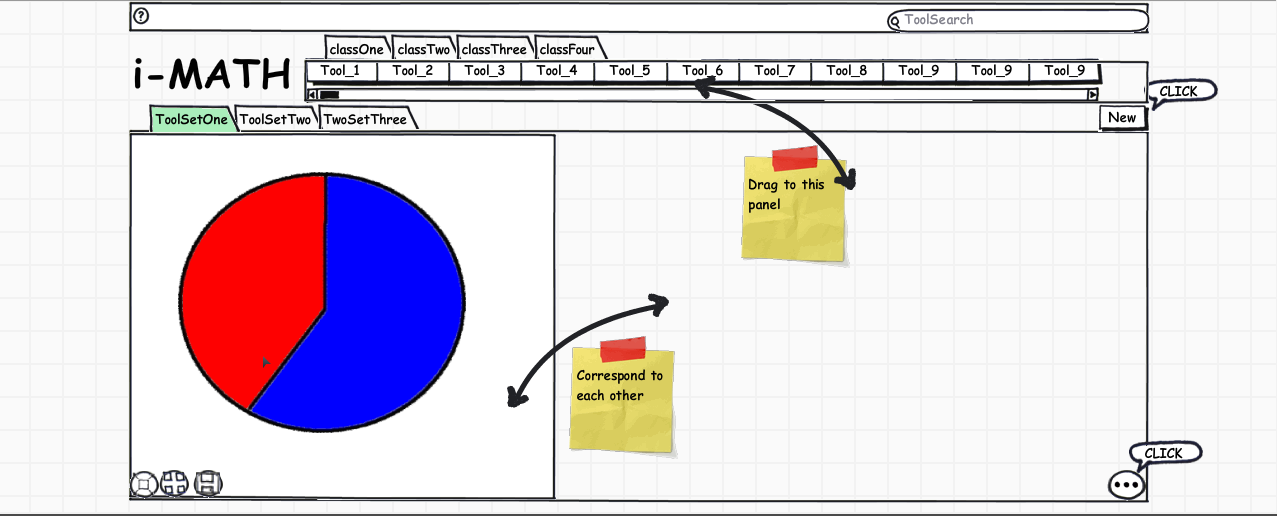 ?
ToolSearch
classOne classTwo classThree classFour
i-MATH
Tool_1 Tool_2 Tool_3 Tool_4 Tool_5 Tool_6 Tool_7 Tool_8 Tool_9 Tool_9 Tool_9
CLICK
ToolSetOne ToolSetTwo TwoSetThree
New
Drag to this
panel
Correspond to
each other
CLICK